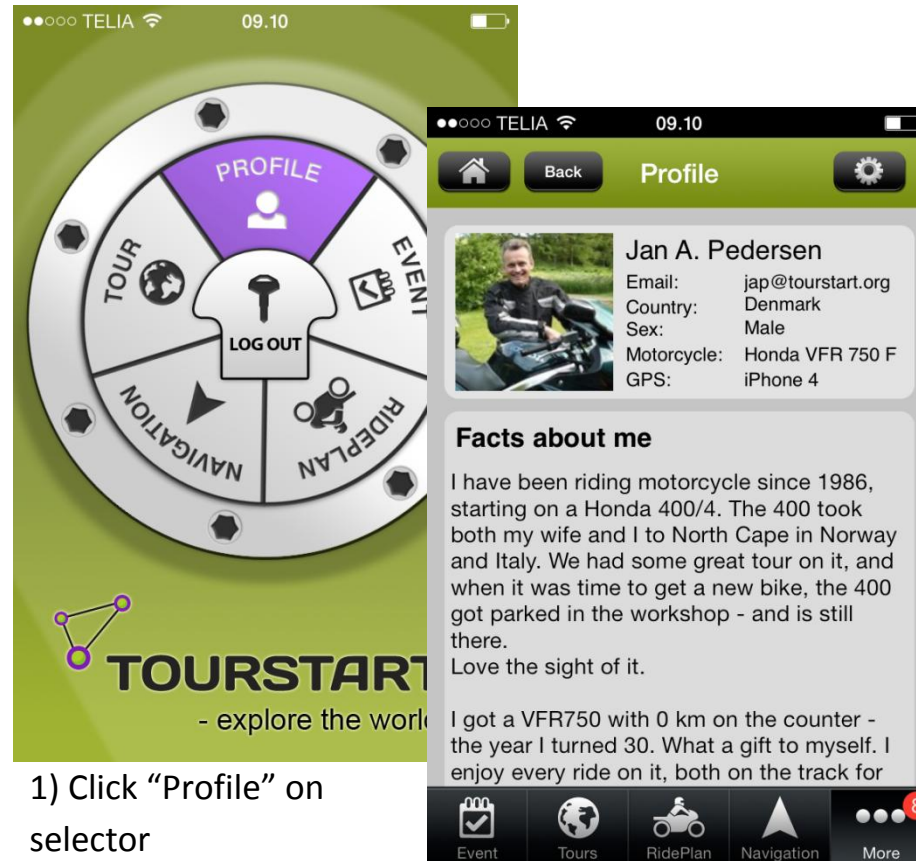 ●●○○○ TELIA 09.10
PROFILE
EVENT
TOUR
LOG OUT
RIDEPLAN
NAVIGATION
TOURSTART
- explore the worl
1) Click “Profile” on
selector
●●○○○ TELIA 09.10
Back Profile
Jan A. Pedersen
Email: jap@tourstart.org
Country: Denmark
Sex: Male
Motorcycle: Honda VFR 750 F
GPS: iPhone 4
Facts about me
I have been riding motorcycle since 1986,
starting on a Honda 400/4. The 400 took
both my wife and I to North Cape in Norway
and Italy. We had some great tour on it, and
when it was time to get a new bike, the 400
got parked in the workshop - and is still
there.
Love the sight of it.
I got a VFR750 with 0 km on the counter -
the year I turned 30. What a gift to myself. I
enjoy every ride on it, both on the track for
8
Event Tours RidePlan Navigation More